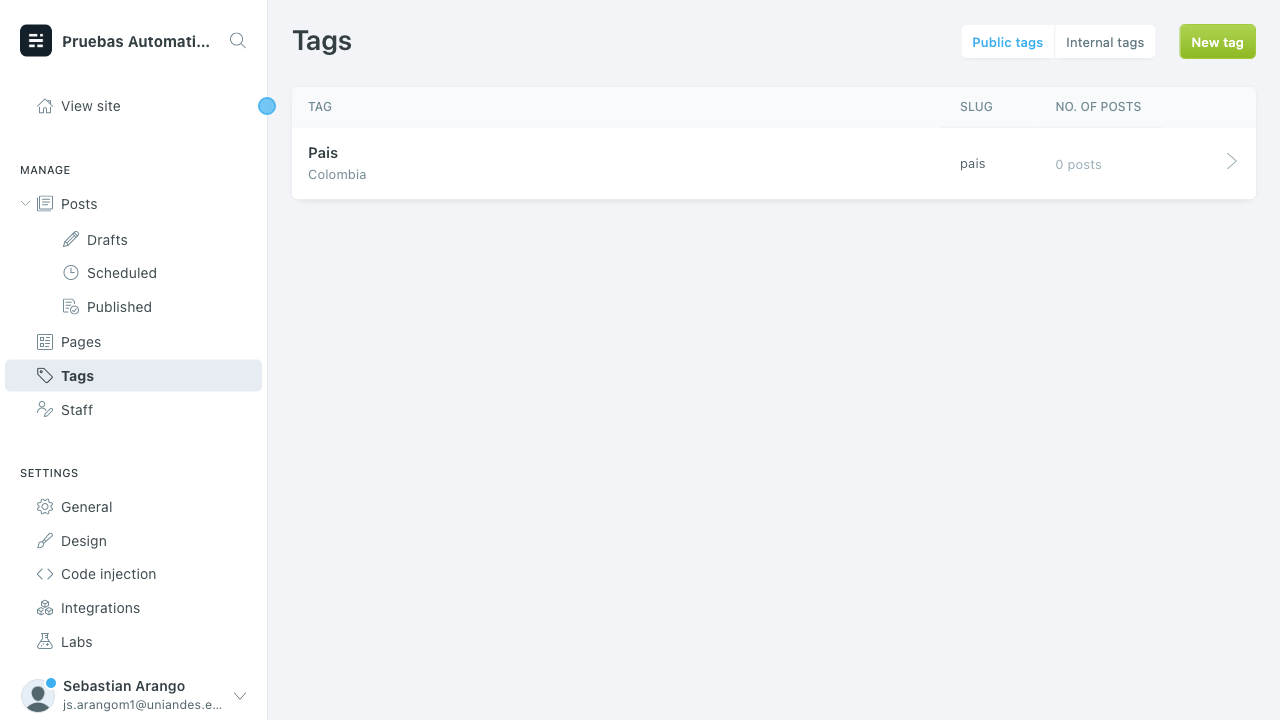 Pruebas Automati...
View site
MANAGE
Posts
Drafts
Scheduled
Published
Pages
Tags
Staff
SETTINGS
General
Design
Code injection
Integrations
Labs
Sebastian Arango
js.arangom1@uniandes.e...
Tags
Public tags
Internal tags
New tag
TAG SLUG NO. OF POSTS
Pais
Colombia
pais
0 posts